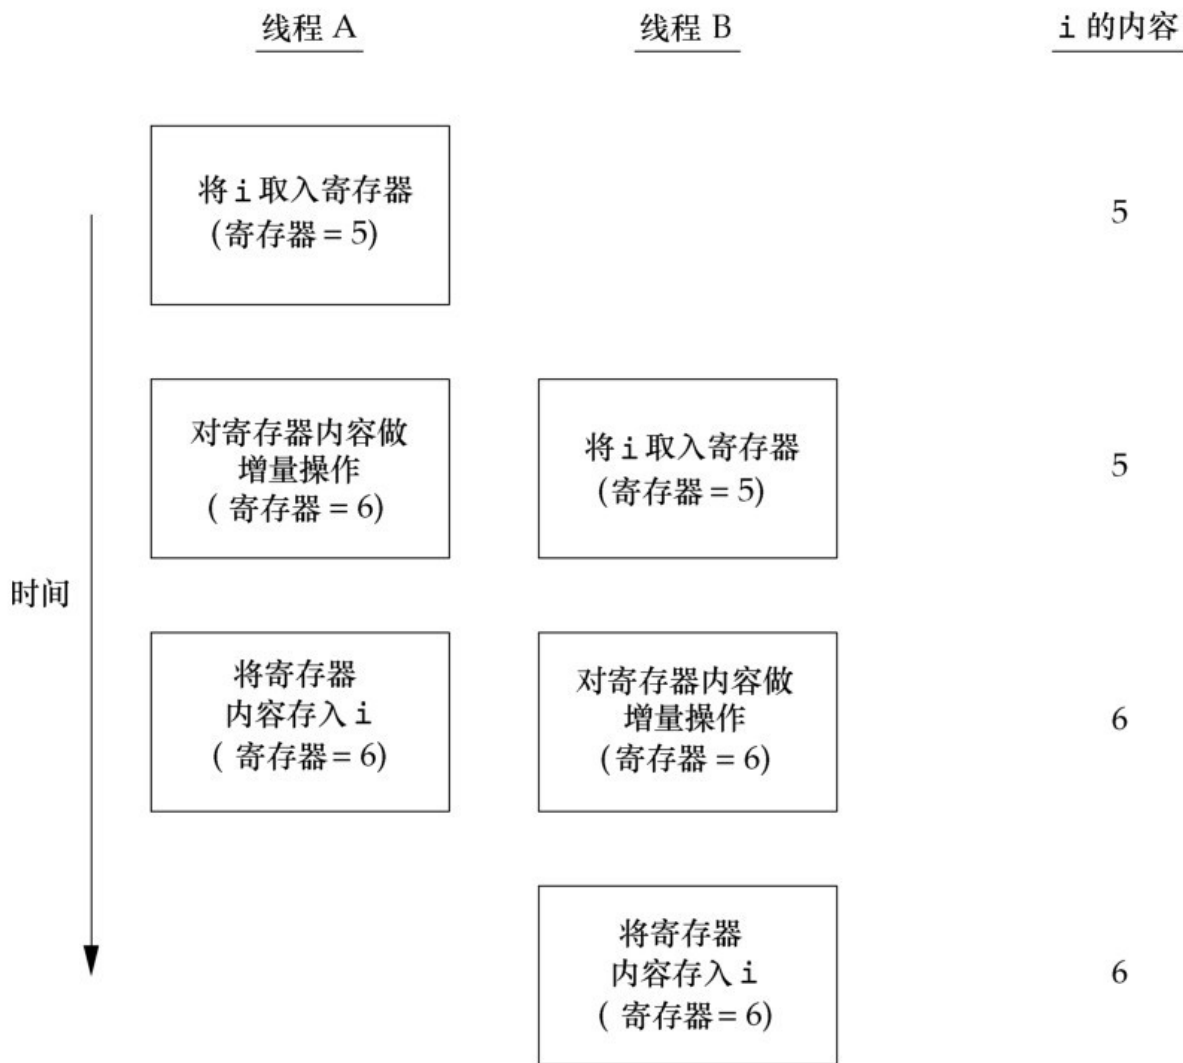 线程 A
线程 B
i 的内容
将 i 取入寄存器
(寄存器 = 5)
5
对寄存器内容做
增量操作
( 寄存器 = 6)
将 i 取入寄存器
(寄存器 = 5)
5
时间
将寄存器
内容存入 i
( 寄存器 = 6)
对寄存器内容做
增量操作
(寄存器 = 6)
6
将寄存器
内容存入 i
( 寄存器 = 6)
6